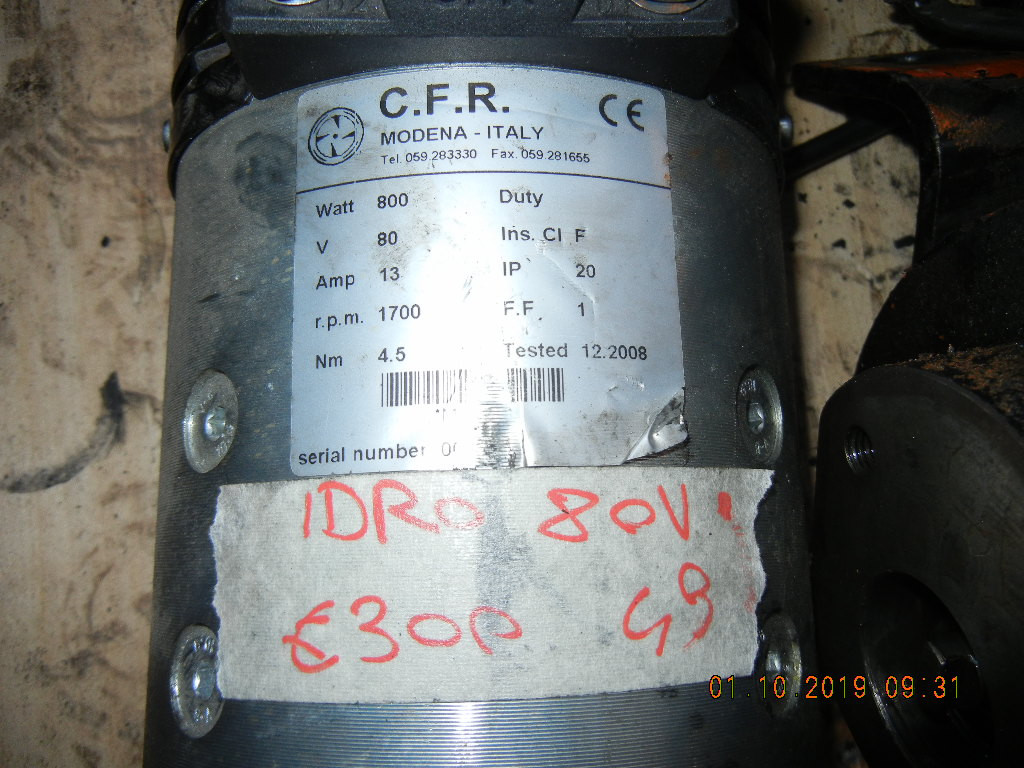 C.F.R.
CE
MODENA - ITALY
Tel. 059.283330 Fax. 059.281655
Watt 800 Duty
V 80 Ins. Cl F
Amp 13 IP 20
r.p.m. 1700 F.F. 1
Nm 4.5 Tested 12.2008
serial number
IDRO 80V
€300
01.10.2019 09:31